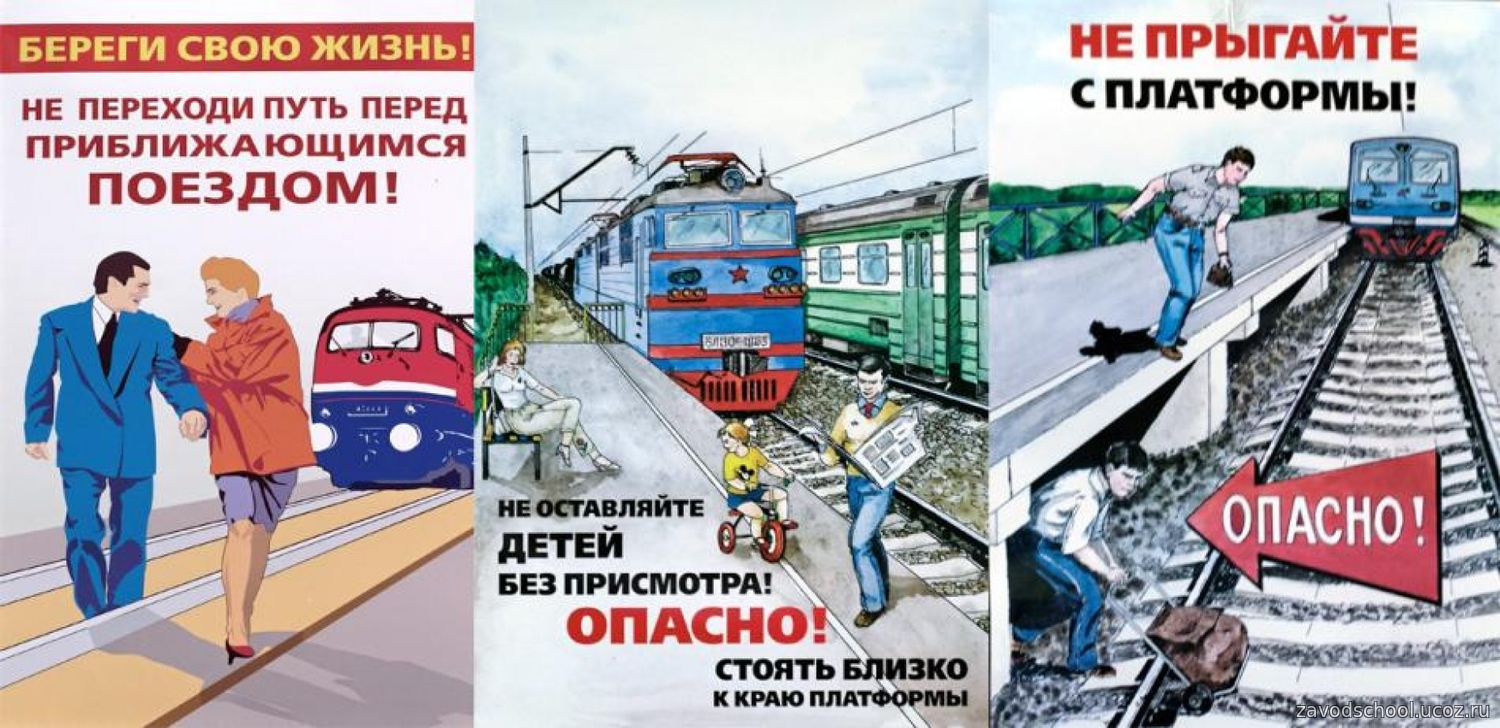 БЕРЕГИ СВОЮ ЖИЗНЬ!
НЕ ПЕРЕХОДИ ПУТЬ ПЕРЕД
ПРИБЛИЖАЮЩИМСЯ
ПОЕЗДОМ!
НЕ ОСТАВЛЯЙТЕ
ДЕТЕЙ
БЕЗ ПРИСМОТРА!
ОПАСНО!
СТОЯТЬ БЛИЗКО
К КРАЮ ПЛАТФОРМЫ
НЕ ПРЫГАЙТЕ
С ПЛАТФОРМЫ!
ОПАСНО!
zavodschool.ucoz.ru